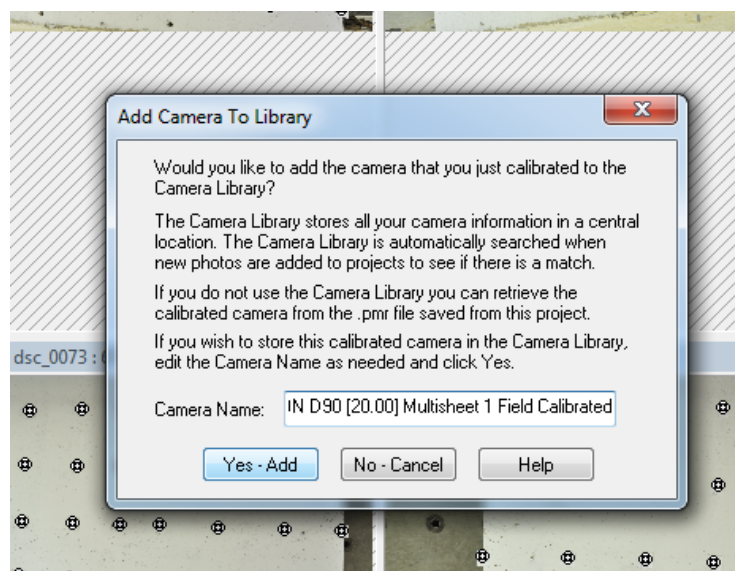 Add Camera To Library
Would you like to add the camera that you just calibrated to the
Camera Library?
The Camera Library stores all your camera information in a central
location. The Camera Library is automatically searched when
new photos are added to projects to see if there is a match.
If you do not use the Camera Library you can retrieve the
calibrated camera from the .pmr file saved from this project.
If you wish to store this calibrated camera in the Camera Library,
edit the Camera Name as needed and click Yes.
dsc_0073 :
Camera Name: N D90 [20.00] Multisheet 1 Field Calibrated
Yes - Add No - Cancel Help